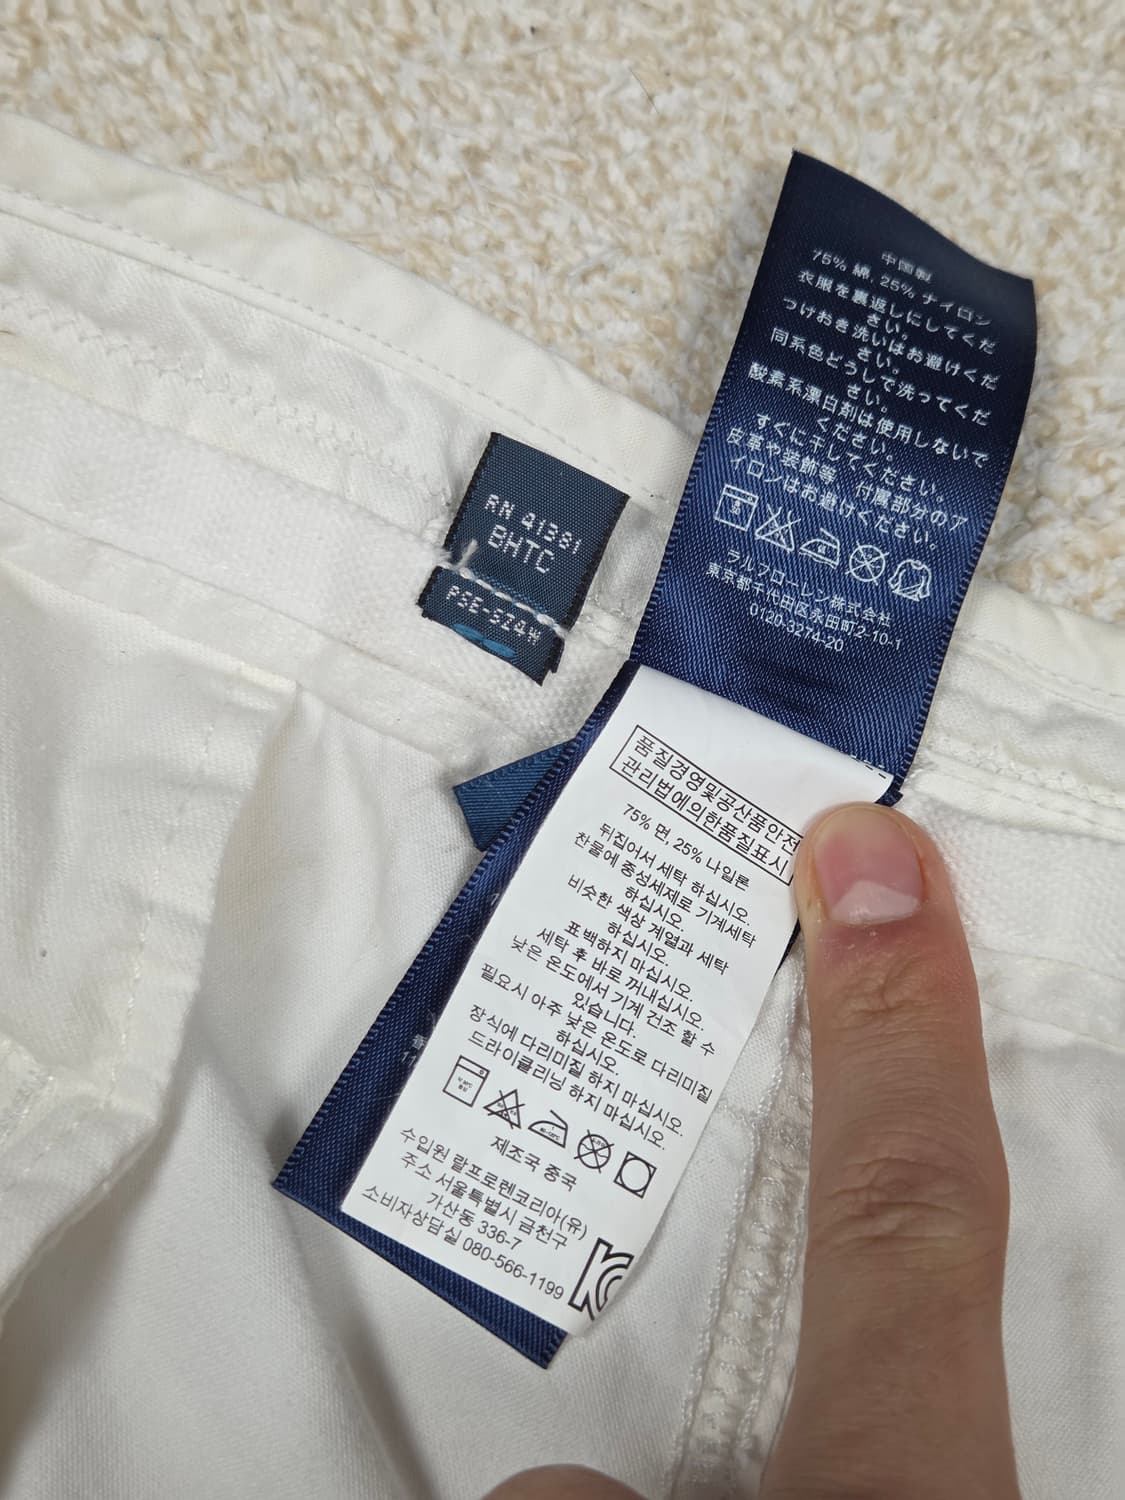 RN 41381
BHTC
中国製
75% 綿, 25% ナイロン
衣服を裏返しにしてくだ
さい。
つけおき洗いはお避けくだ
さい。
同系色どうしで洗ってくだ
さい。
酸素系漂白剤は使用しないで
ください。
すぐに干してください。
皮革や装飾等 付属部分のア
イロンはお避けください。
ラルフローレン株式会社
東京都千代田区永田町2-10-1
0120-3274-20
품질경영및공산품안전
관리법에의한품질표시
75% 면, 25% 나일론
뒤집어서 세탁 하십시오.
찬물에 중성세제로 기계세탁
하십시오.
비슷한 색상 계열과 세탁
하십시오.
표백하지 마십시오.
세탁 후 바로 꺼내십시오.
낮은 온도에서 기계 건조 할 수
있습니다.
필요시 아주 낮은 온도로 다리미질
하십시오.
장식에 다리미질 하지 마십시오.
드라이클리닝 하지 마십시오.
제조국 중국
수입원 랄프로렌코리아(유)
주소 서울특별시 금천구
가산동 336-7
소비자상담실 080-566-1199